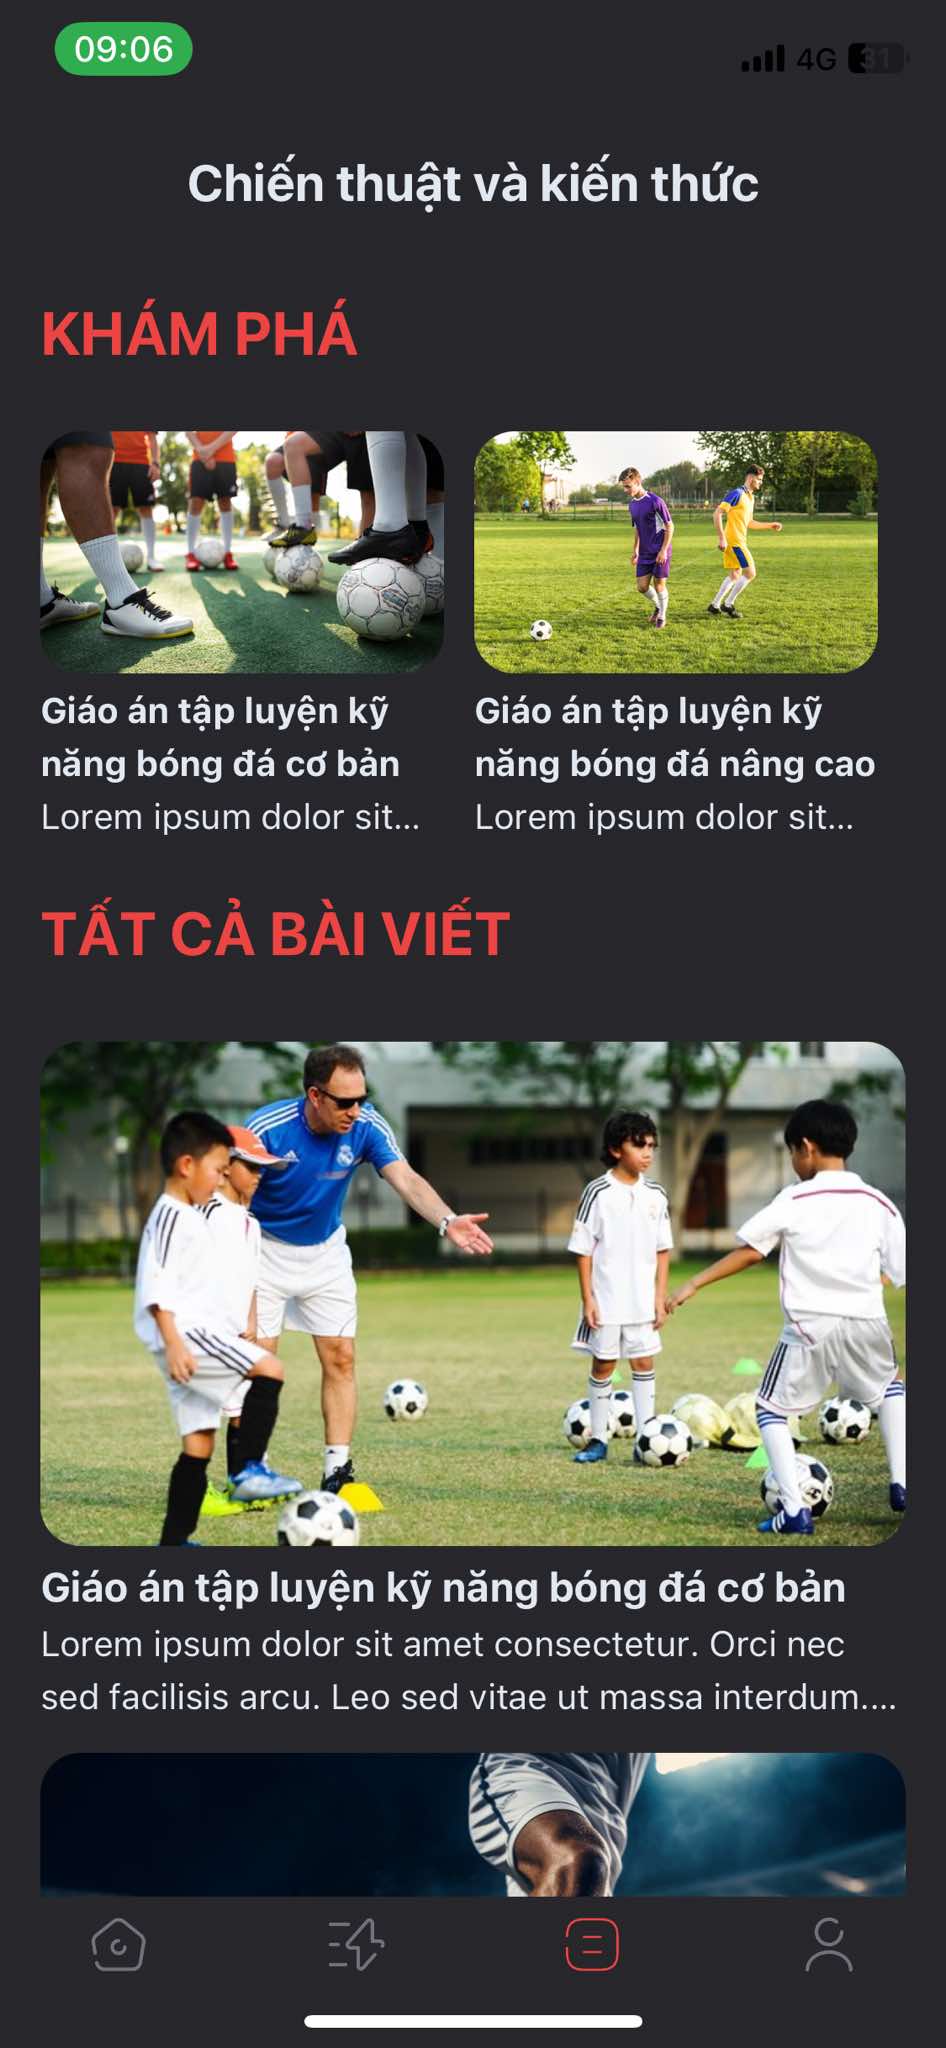 09:06
4G 31
Chiến thuật và kiến thức
KHÁM PHÁ
Giáo án tập luyện kỹ
năng bóng đá cơ bản
Lorem ipsum dolor sit...
Giáo án tập luyện kỹ
năng bóng đá nâng cao
Lorem ipsum dolor sit...
TẤT CẢ BÀI VIẾT
Giáo án tập luyện kỹ năng bóng đá cơ bản
Lorem ipsum dolor sit amet consectetur. Orci nec
sed facilisis arcu. Leo sed vitae ut massa interdum....